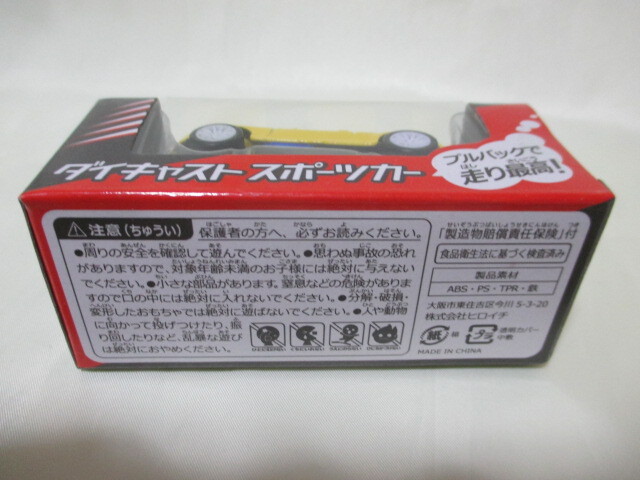 ダイキャスト スポーツカー
プルバックで
走り最高!
注意(ちゅうい)
保護者の方へ、必ずお読みください。
●周りの安全を確認して遊んでください。●思わぬ事故の恐れ
がありますので、対象年齢未満のお子様には絶対に与えない
でください。●小さな部品があります。窒息などの危険があり
ますので口の中には絶対に入れないでください。●分解・破損・
変形したおもちゃでは絶対に遊ばないでください。●人や動物
に向かって投げつけたり、振
り回したりなど、乱暴な遊び
は絶対におやめください。
「製造物賠償責任保険」付
食品衛生法に基づく検査済み
製品素材
ABS・PS・TPR・鉄
大阪市東住吉区今川 5-3-20
株式会社ヒロイチ
紙 箱
プラ 透明カバー
中敷
MADE IN CHINA